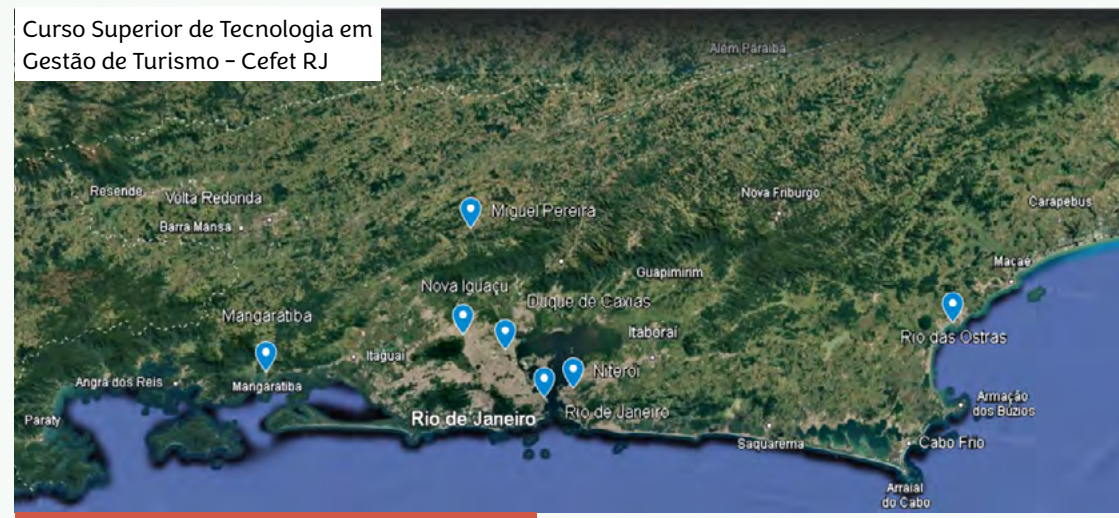 Curso Superior de Tecnologia em
Gestão de Turismo - Cefet RJ
Além Paraíba
Resende
Volta Redonda
Nova Friburgo
Carapebus
Miguel Pereira
Barra Mansa
Macaé
Guapimirim
Nova Iguaçu
Duque de Caxias
Mangaratiba
Itaboraí
Rio das Ostras
Itaguaí
Niterói
Angra dos Reis
Mangaratiba
Armação
dos Búzios
Paraty
Rio de Janeiro
Rio de Janeiro
Saquarema
Cabo Frio
Arraial
do Cabo